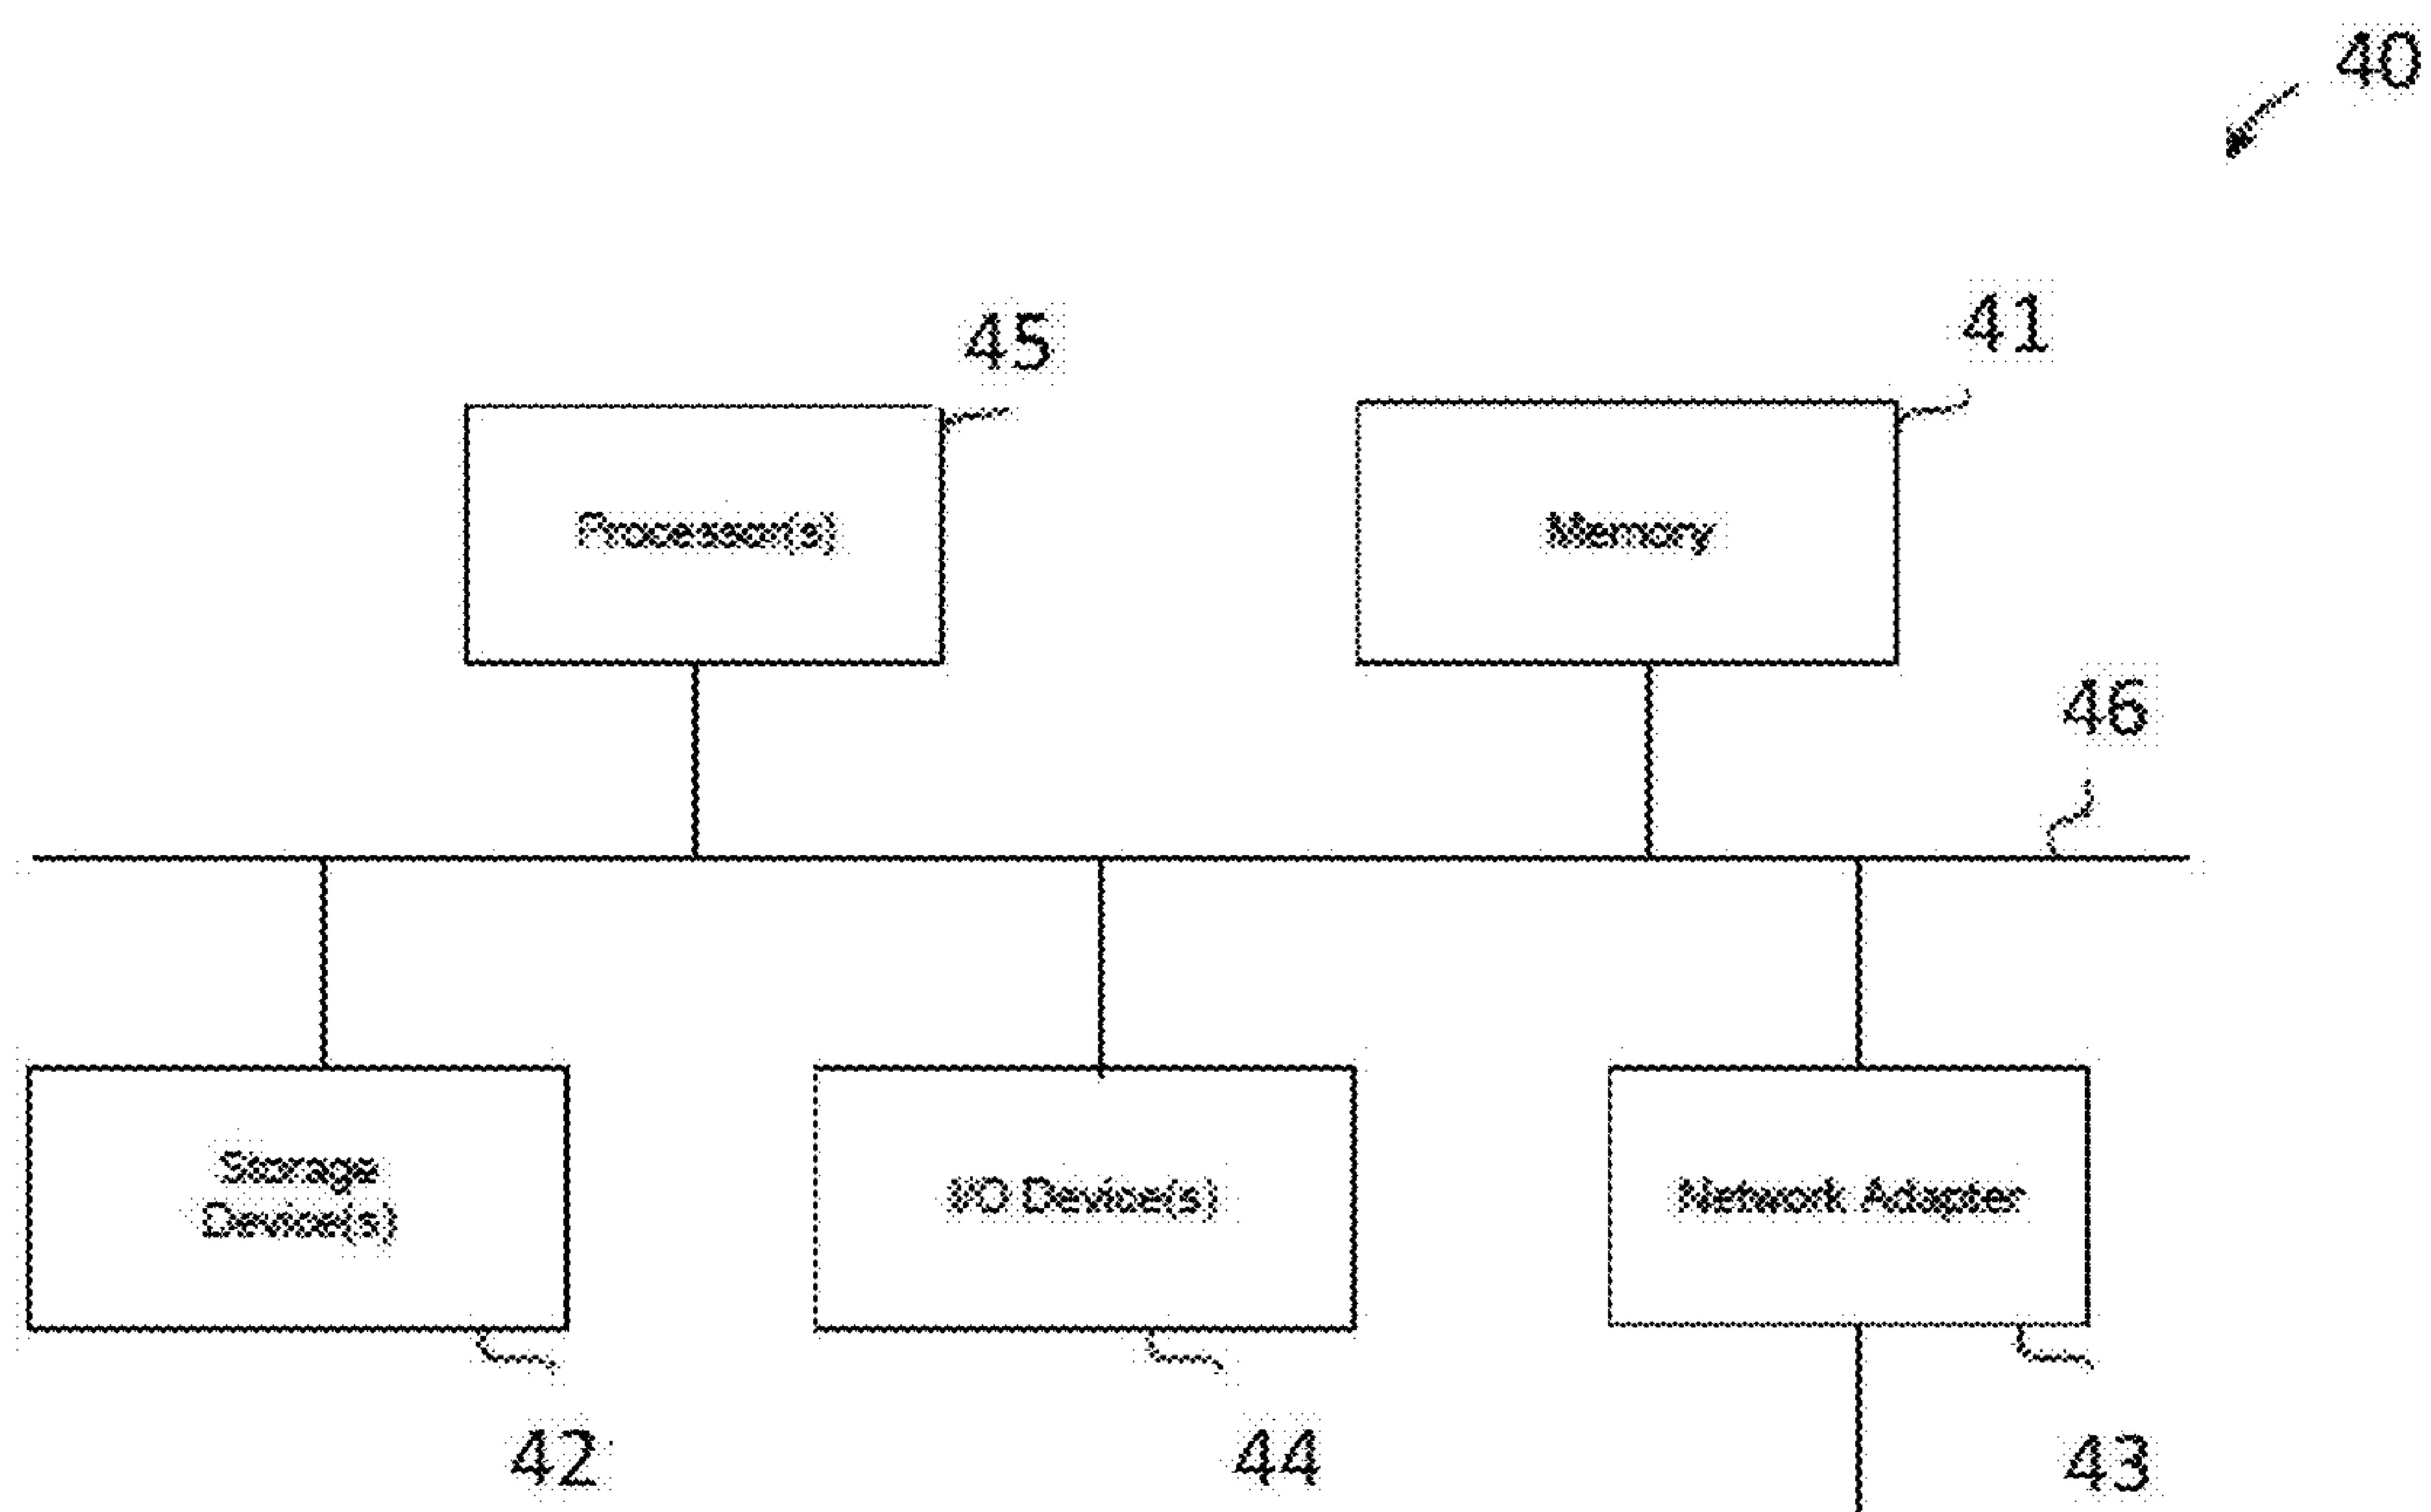 40
45
41
Processor(s)
Memory
46
Storage
Device(s)
I/O Device(s)
Network Adapter
42
44
43